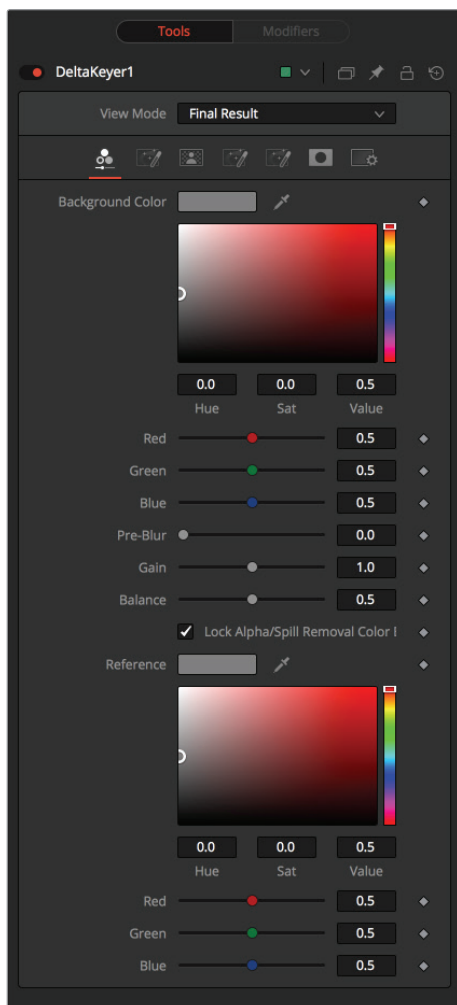 Tools Modifiers
DeltaKeyer1
View Mode Final Result
Background Color
0.0 0.0 0.5
Hue Sat Value
Red 0.5
Green 0.5
Blue 0.5
Pre-Blur 0.0
Gain 1.0
Balance 0.5
Lock Alpha/Spill Removal Color
Reference
0.0 0.0 0.5
Hue Sat Value
Red 0.5
Green 0.5
Blue 0.5